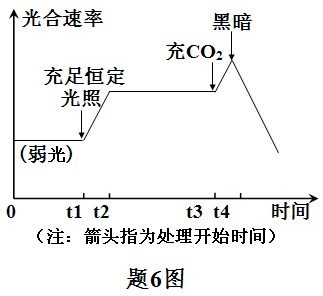 光合速率
黑暗
充CO₂
充足恒定
光照
(弱光)
0 t1 t2 t3 t4 时间
(注：箭头指为处理开始时间)
题6图